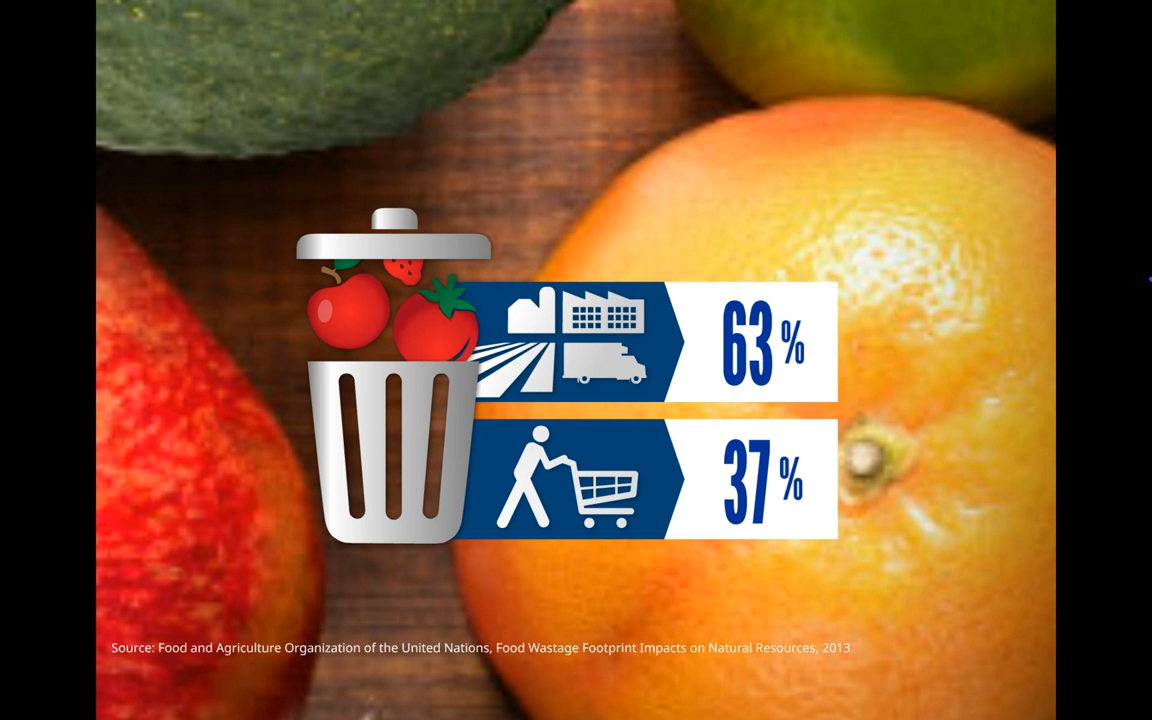 63%
37%
Source: Food and Agriculture Organization of the United Nations, Food Wastage Footprint Impacts on Natural Resources, 2013.